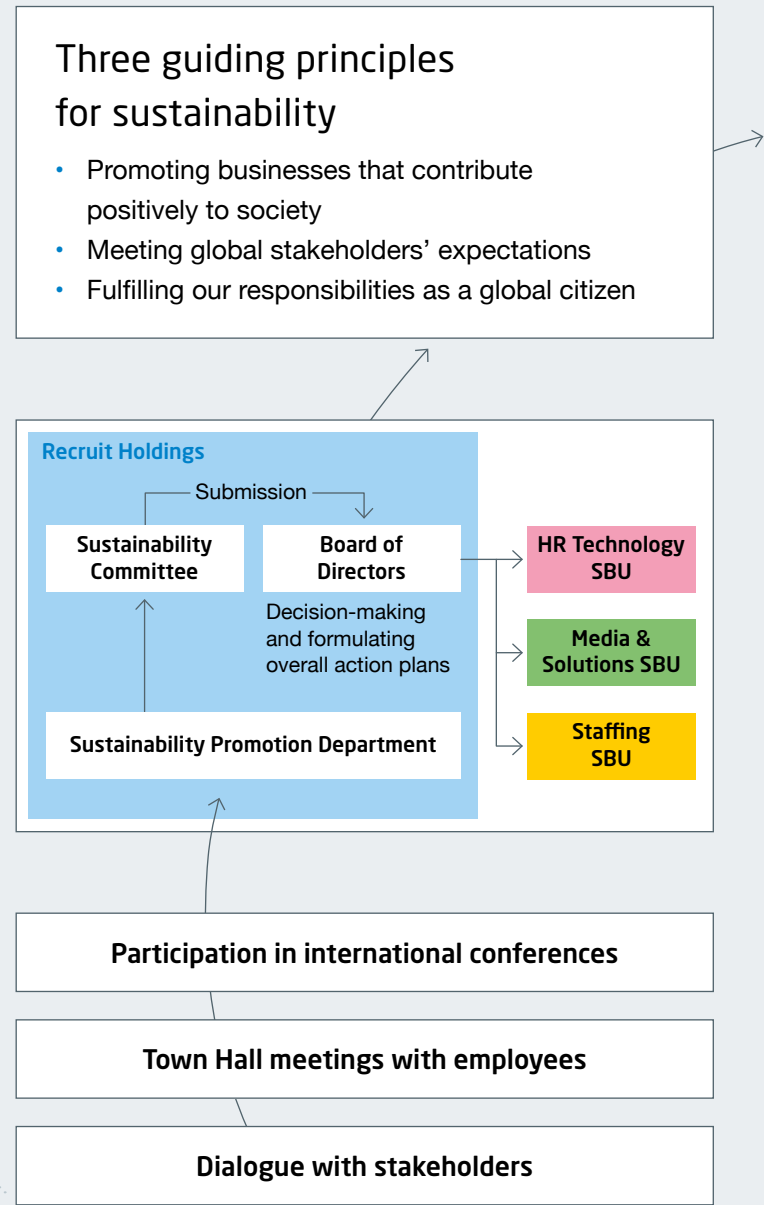 Three guiding principles
for sustainability
• Promoting businesses that contribute
positively to society
• Meeting global stakeholders’ expectations
• Fulfilling our responsibilities as a global citizen
Recruit Holdings
Submission
Sustainability
Committee
Board of
Directors
Decision-making
and formulating
overall action plans
Sustainability Promotion Department
HR Technology
SBU
Media &
Solutions SBU
Staffing
SBU
Participation in international conferences
Town Hall meetings with employees
Dialogue with stakeholders